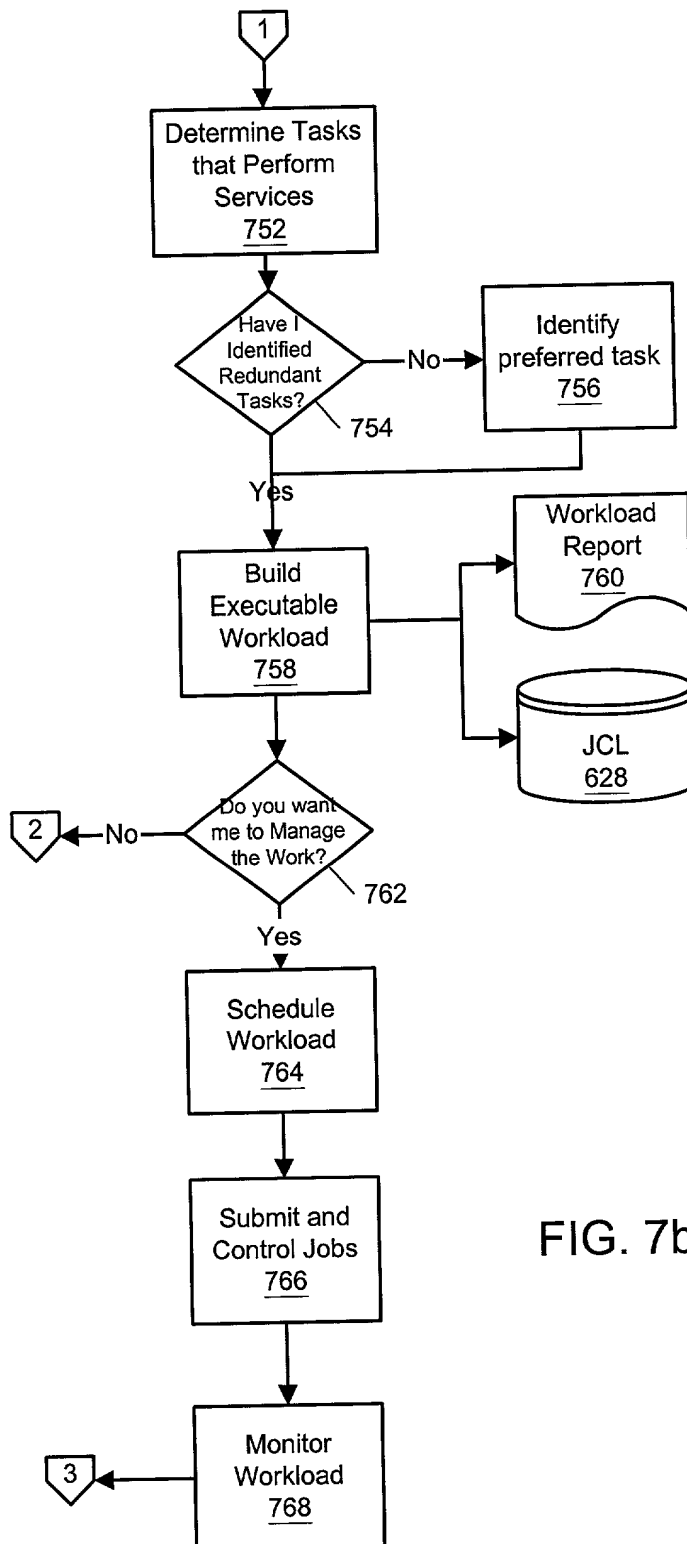 1
Determine Tasks
that Perform
Services
752
Have I
Identified
Redundant
Tasks?
754
No
Identify
preferred task
756
Yes
Build
Executable
Workload
758
Workload
Report
760
JCL
628
Do you want
me to Manage
the Work?
762
No
2
Yes
Schedule
Workload
764
Submit and
Control Jobs
766
FIG. 7b
Monitor
Workload
768
3